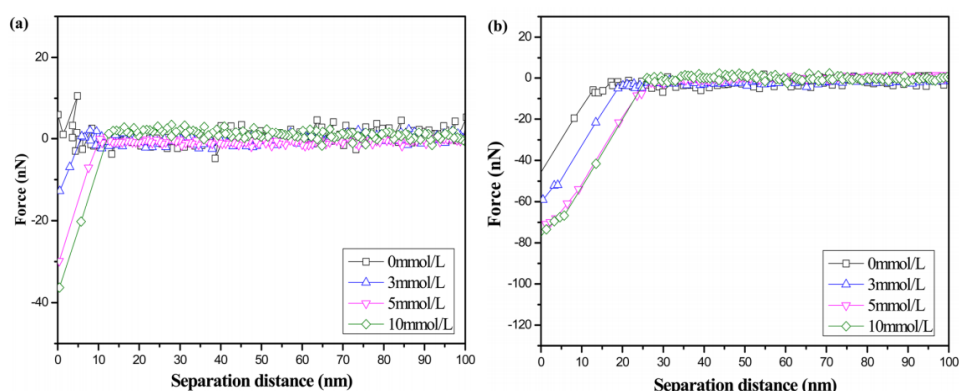 (a)
20
0
-20
-40
Force (nN)
0 10 20 30 40 50 60 70 80 90 100
Separation distance (nm)
0mmol/L
3mmol/L
5mmol/L
10mmol/L
(b)
20
0
-20
-40
-60
-80
-100
-120
Force (nN)
0 10 20 30 40 50 60 70 80 90 100
Separation distance (nm)
0mmol/L
3mmol/L
5mmol/L
10mmol/L